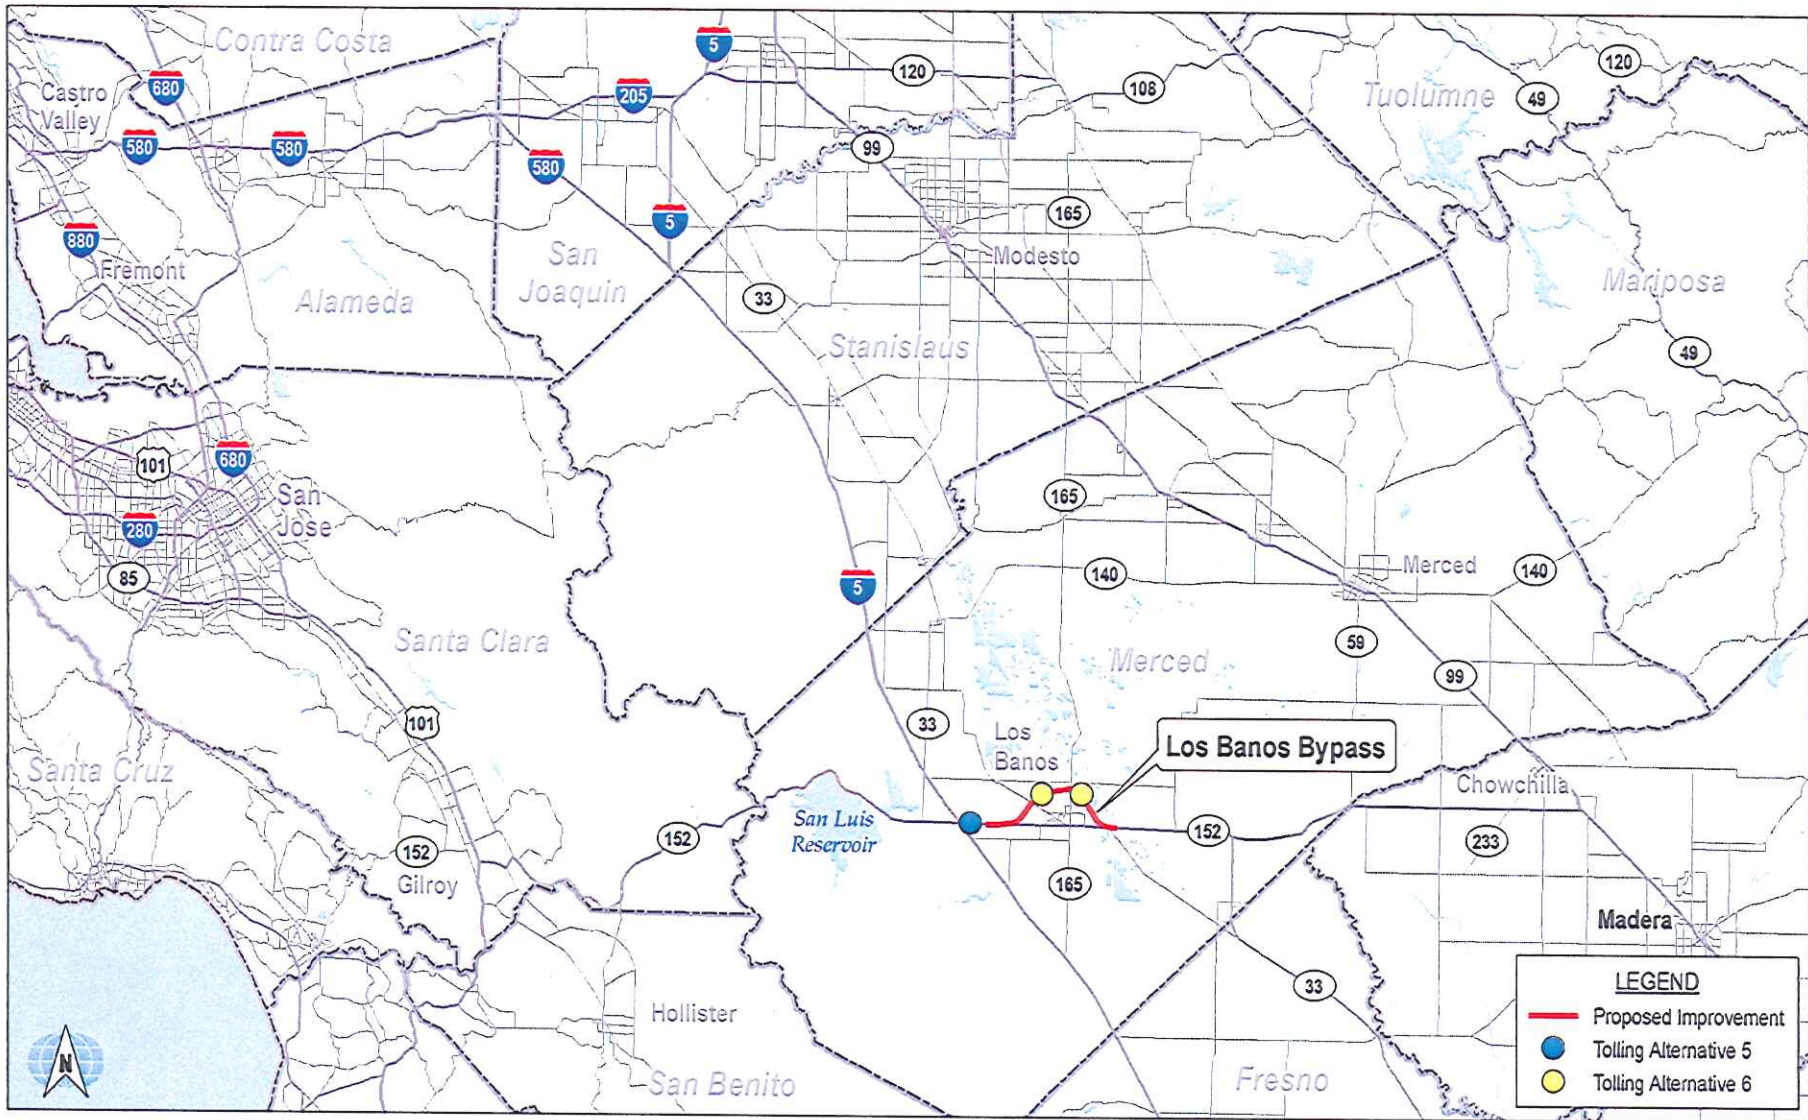 Contra Costa
5
120
680
205
108
120
49
Tuolumne
Castro
Valley
580
580
580
99
5
165
880
Fremont
San
Joaquin
Modesto
Alameda
33
Mariposa
Stanislaus
49
101
680
San
Jose
280
165
85
5
140
Merced
140
Santa Clara
59
Merced
99
101
33
Los
Banos
Los Banos Bypass
Santa Cruz
Chowchilla
San Luis
Reservoir
152
152
152
233
Gilroy
165
Madera
Hollister
33
San Benito
Fresno
N
LEGEND
Proposed Improvement
Tolling Alternative 5
Tolling Alternative 6